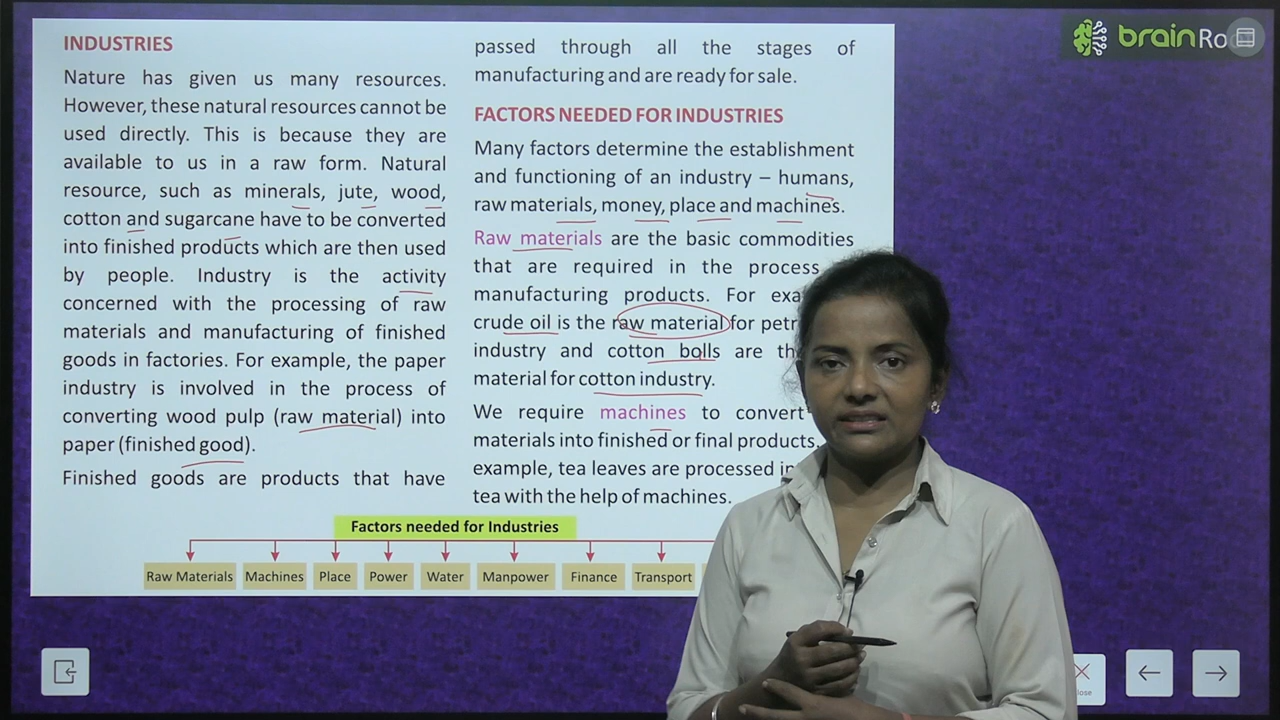 INDUSTRIES
Nature has given us many resources.
However, these natural resources cannot be
used directly. This is because they are
available to us in a raw form. Natural
resource, such as minerals, jute, wood,
cotton and sugarcane have to be converted
into finished products which are then used
by people. Industry is the activity
concerned with the processing of raw
materials and manufacturing of finished
goods in factories. For example, the paper
industry is involved in the process of
converting wood pulp (raw material) into
paper (finished good).
Finished goods are products that have
passed through all the stages of
manufacturing and are ready for sale.
FACTORS NEEDED FOR INDUSTRIES
Many factors determine the establishment
and functioning of an industry – humans,
raw materials, money, place and machines.
Raw materials are the basic commodities
that are required in the process
manufacturing products. For
crude oil is the raw material for
industry and cotton bolls are
material for cotton industry.
We require machines to convert
materials into finished or final products.
example, tea leaves are processed
tea with the help of machines.
Factors needed for Industries
Raw Materials
Machines
Place
Power
Water
Manpower
Finance
Transport
brain